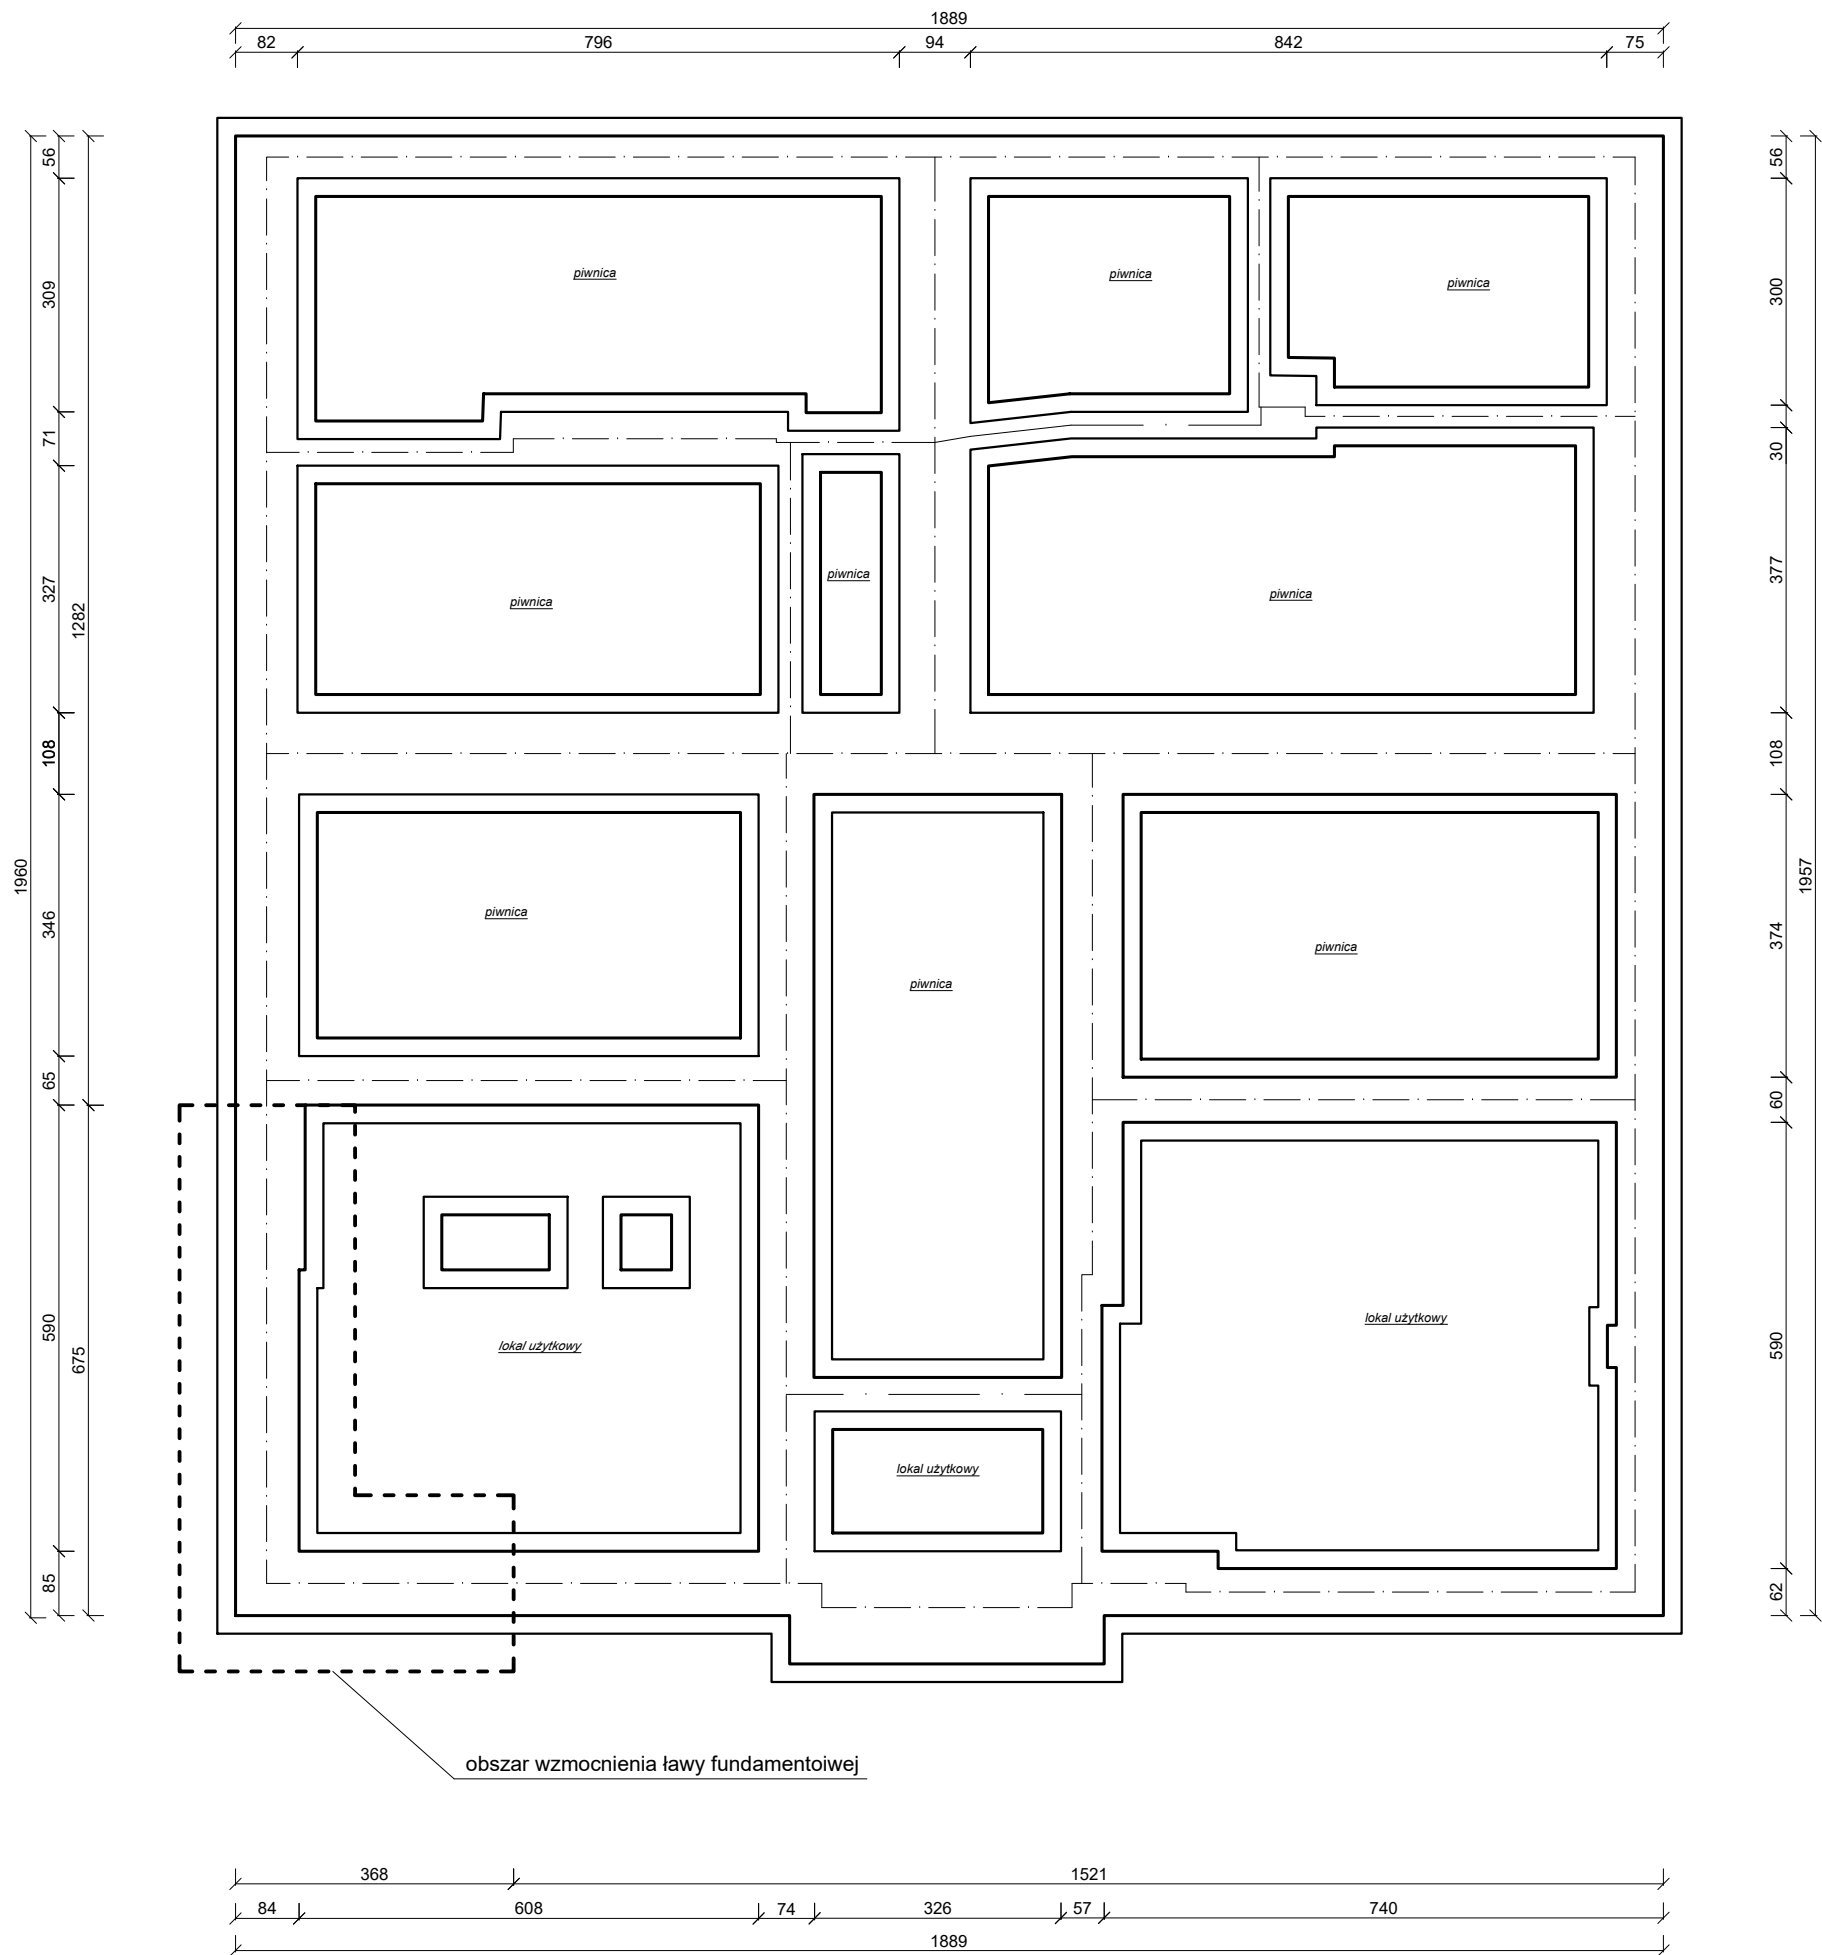 1889
82 796 94 842 75
56
56
309
300
piwnica
piwnica
piwnica
71
30
327
1282
377
piwnica
piwnica
piwnica
108
108
1960
1957
346
374
piwnica
piwnica
piwnica
65
60
590
675
590
lokal użytkowy
lokal użytkowy
lokal użytkowy
85
62
obszar wzmocnienia ławy fundamentoiwej
368 1521
84 608 74 326 57 740
1889